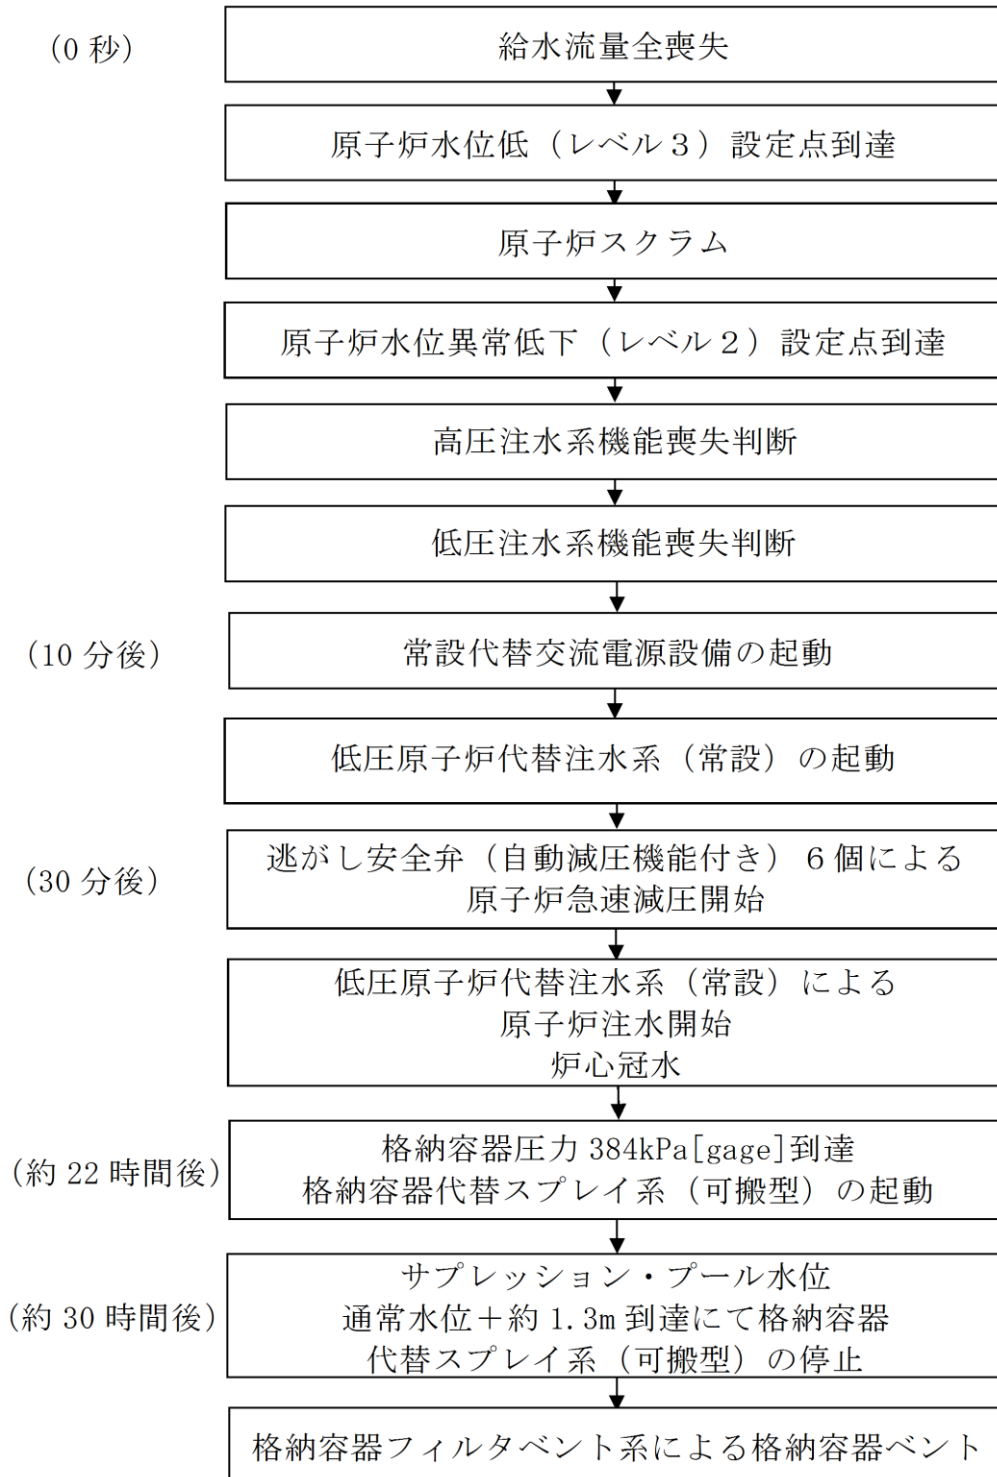 (0 秒)
給水流量全喪失
原子炉水位低(レベル3)設定点到達
原子炉スクラム
原子炉水位異常低下(レベル2)設定点到達
高圧注水系機能喪失判断
低圧注水系機能喪失判断
(10 分後)
常設代替交流電源設備の起動
低圧原子炉代替注水系(常設)の起動
(30 分後)
逃がし安全弁(自動減圧機能付き)6個による
原子炉急速減圧開始
低圧原子炉代替注水系(常設)による
原子炉注水開始
炉心冠水
(約 22 時間後)
格納容器圧力 384kPa[gage]到達
格納容器代替スプレイ系(可搬型)の起動
(約 30 時間後)
サプレッション・プール水位
通常水位+約 1.3m 到達にて格納容器
代替スプレイ系(可搬型)の停止
格納容器フィルタベント系による格納容器ベント